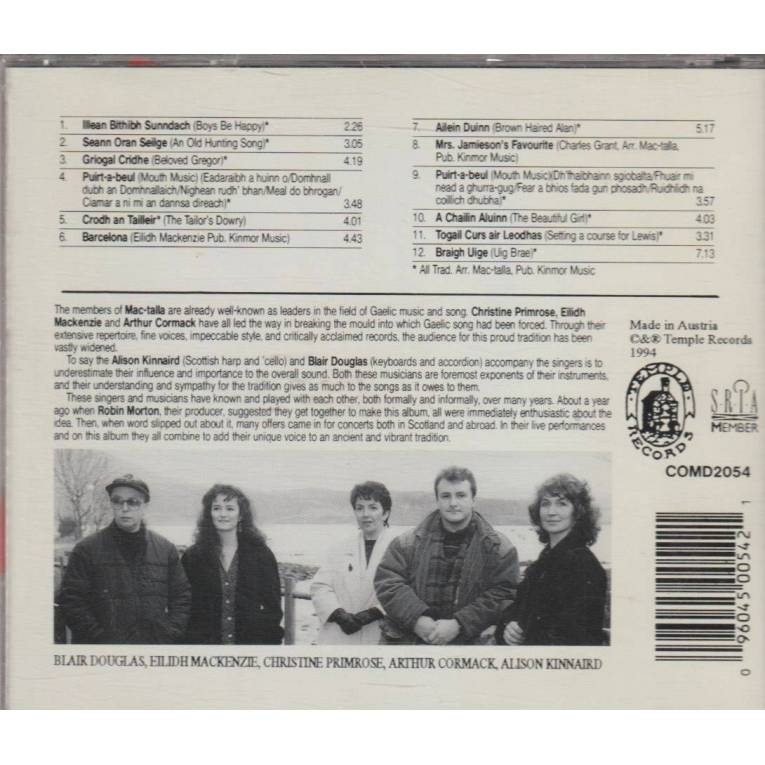 1. Illean Bithibh Sunndach (Boys Be Happy)* 2.26
2. Seann Oran Seilge (An Old Hunting Song)* 3.05
3. Griogal Cridhe (Beloved Gregor)* 4.19
4. Puirt-a-beul (Mouth Music) (Eadaraibh a huinn o/Domhnall
dubh an Domhnallaich/Nighean rudh' bhan/Meal do bhrogan/
Ciamar a ni mi an dannsa direach)* 3.48
5. Crodh an Tailleir* (The Tailor's Dowry) 4.01
6. Barcelona (Eilidh Mackenzie Pub. Kinmor Music) 4.43
7. Ailein Duinn (Brown Haired Alan)* 5.17
8. Mrs. Jamieson's Favourite (Charles Grant, Arr. Mac-talla,
Pub. Kinmor Music)
9. Puirt-a-beul (Mouth Music)(Dh'fhaibhainn sgiobalta/Fhuair mi
nead a ghurra-gug/Fear a bhios fada gun phosadh/Ruidhlidh na
coillich dhubha)* 3.57
10. A Chailin Aluinn (The Beautiful Girl)* 4.03
11. Togail Curs air Leodhas (Setting a course for Lewis)* 3.31
12. Braigh Uige (Uig Brae)* 7.13
* All Trad. Arr. Mac-talla, Pub. Kinmor Music
The members of Mac-talla are already well-known as leaders in the field of Gaelic music and song. Christine Primrose, Eilidh
Mackenzie and Arthur Cormack have all led the way in breaking the mould into which Gaelic song had been forced. Through their
extensive repertoire, fine voices, impeccable style, and critically acclaimed records, the audience for this proud tradition has been
vastly widened.
To say the Alison Kinnaird (Scottish harp and 'cello) and Blair Douglas (keyboards and accordion) accompany the singers is to
underestimate their influence and importance to the overall sound. Both these musicians are foremost exponents of their instruments,
and their understanding and sympathy for the tradition gives as much to the songs as it owes to them.
These singers and musicians have known and played with each other, both formally and informally, over many years. About a year
ago when Robin Morton, their producer, suggested they get together to make this album, all were immediately enthusiastic about the
idea. Then, when word slipped out about it, many offers came in for concerts both in Scotland and abroad. In their live performances
and on this album they all combine to add their unique voice to an ancient and vibrant tradition.
Made in Austria
©&℗ Temple Records
1994
TEMPLE
RECORDS
SRIA
MEMBER
COMD2054
0 96045 00542 1
BLAIR DOUGLAS, EILIDH MACKENZIE, CHRISTINE PRIMROSE, ARTHUR CORMACK, ALISON KINNAIRD